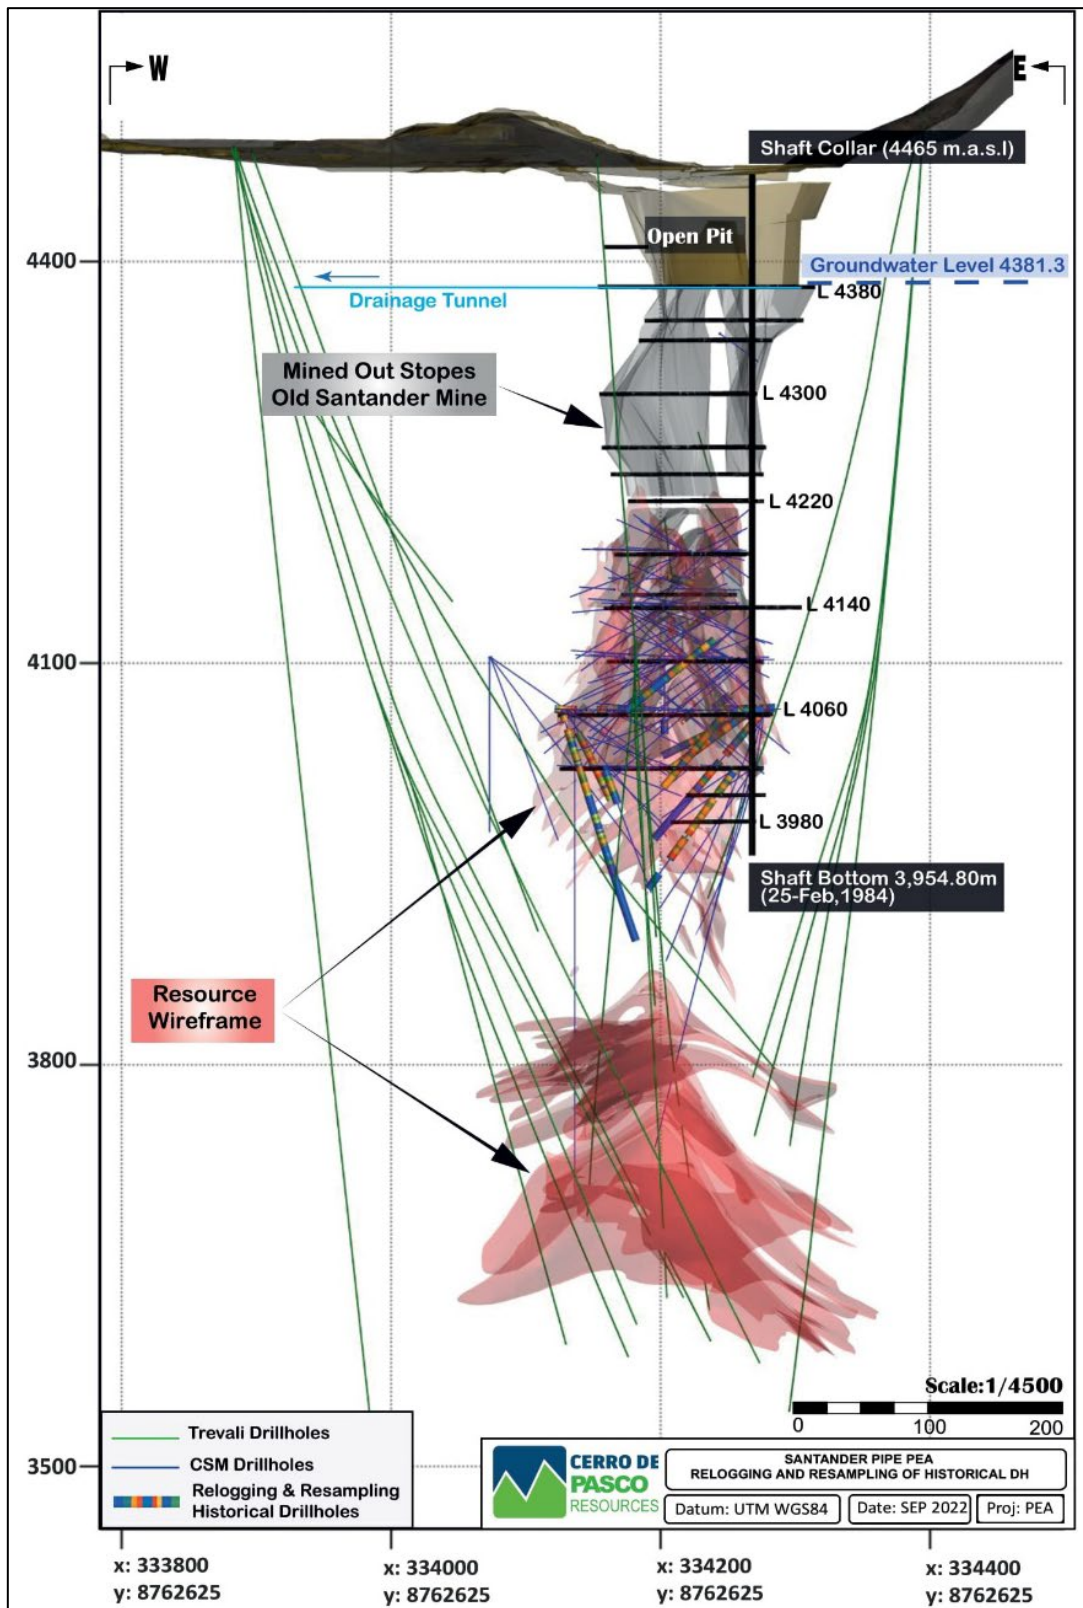 W
E
Shaft Collar (4465 m.a.s.l)
Open Pit
4400
Groundwater Level 4381.3
Drainage Tunnel
L 4380
Mined Out Stopes
Old Santander Mine
L 4300
L 4220
L 4140
4100
L 4060
L 3980
Shaft Bottom 3,954.80m
(25-Feb,1984)
Resource
Wireframe
3800
Scale:1/4500
0 100 200
Trevali Drillholes
CSM Drillholes
Relogging & Resampling
Historical Drillholes
3500
CERRO DE
PASCO
RESOURCES
SANTANDER PIPE PEA
RELOGGING AND RESAMPLING OF HISTORICAL DH
Datum: UTM WGS84 Date: SEP 2022 Proj: PEA
x: 333800 x: 334000 x: 334200 x: 334400
y: 8762625 y: 8762625 y: 8762625 y: 8762625